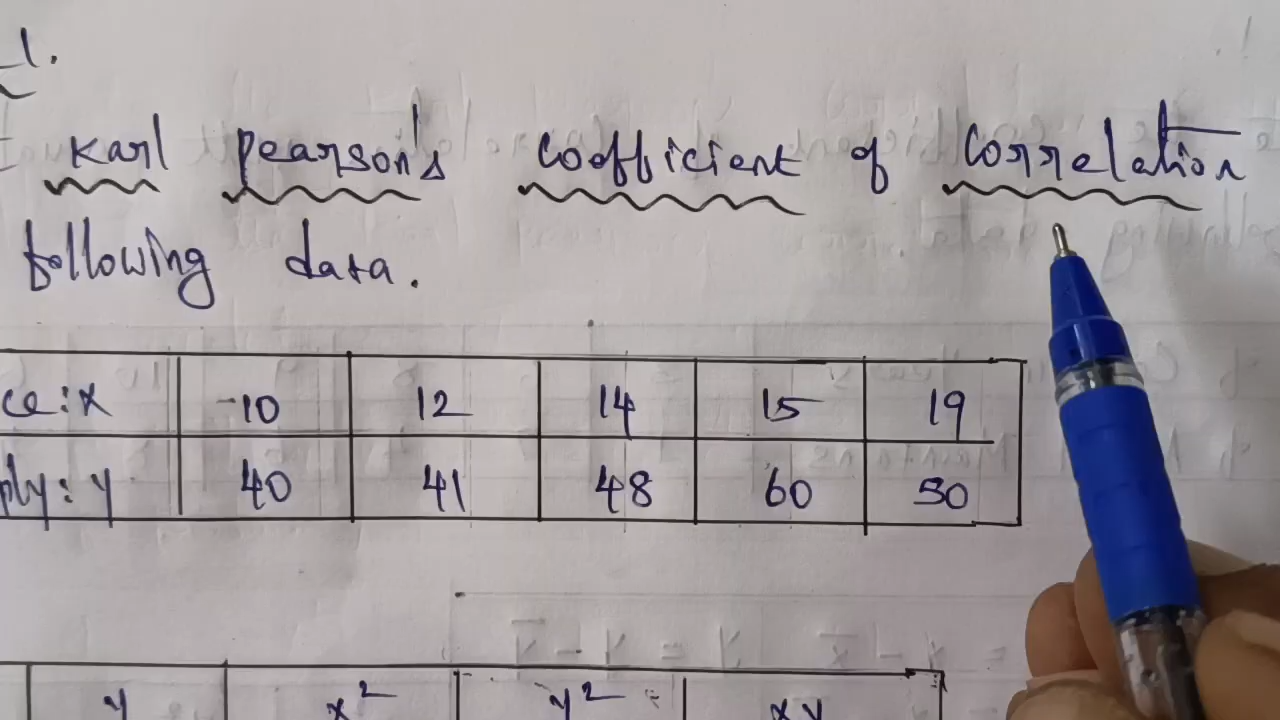 1.
Karl Pearson's Coefficient of Correlation
following data.
ce: x 10 12 14 15 19
ply: y 40 41 48 60 50
y x² y² xy